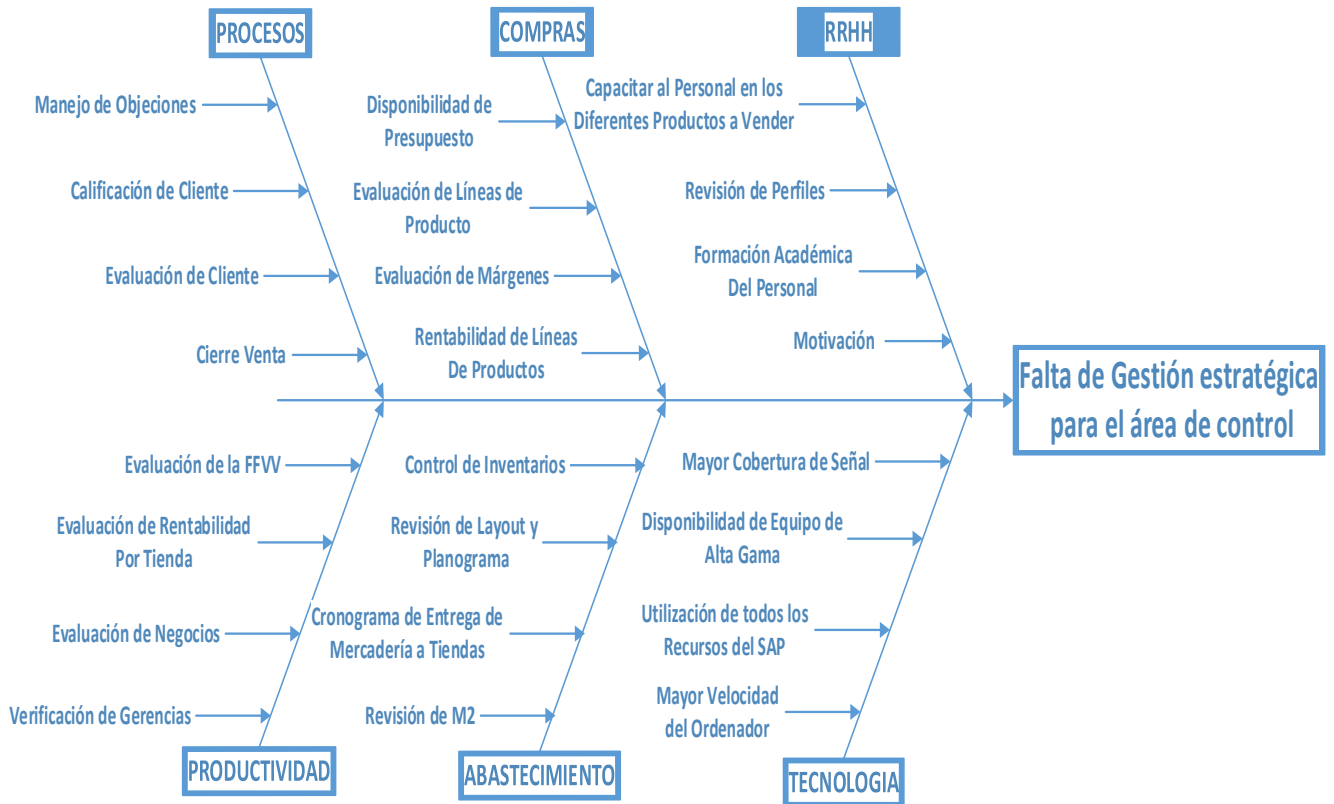 PROCESOS
COMPRAS
RRHH
Manejo de Objeciones
Calificación de Cliente
Evaluación de Cliente
Cierre Venta
Disponibilidad de
Presupuesto
Evaluación de Líneas de
Producto
Evaluación de Márgenes
Rentabilidad de Líneas
De Productos
Capacitar al Personal en los
Diferentes Productos a Vender
Revisión de Perfiles
Formación Académica
Del Personal
Motivación
Falta de Gestión estratégica
para el área de control
Evaluación de la FFVV
Evaluación de Rentabilidad
Por Tienda
Evaluación de Negocios
Verificación de Gerencias
Control de Inventarios
Revisión de Layout y
Planograma
Cronograma de Entrega de
Mercadería a Tiendas
Revisión de M2
Mayor Cobertura de Señal
Disponibilidad de Equipo de
Alta Gama
Utilización de todos los
Recursos del SAP
Mayor Velocidad
del Ordenador
PRODUCTIVIDAD
ABASTECIMIENTO
TECNOLOGIA